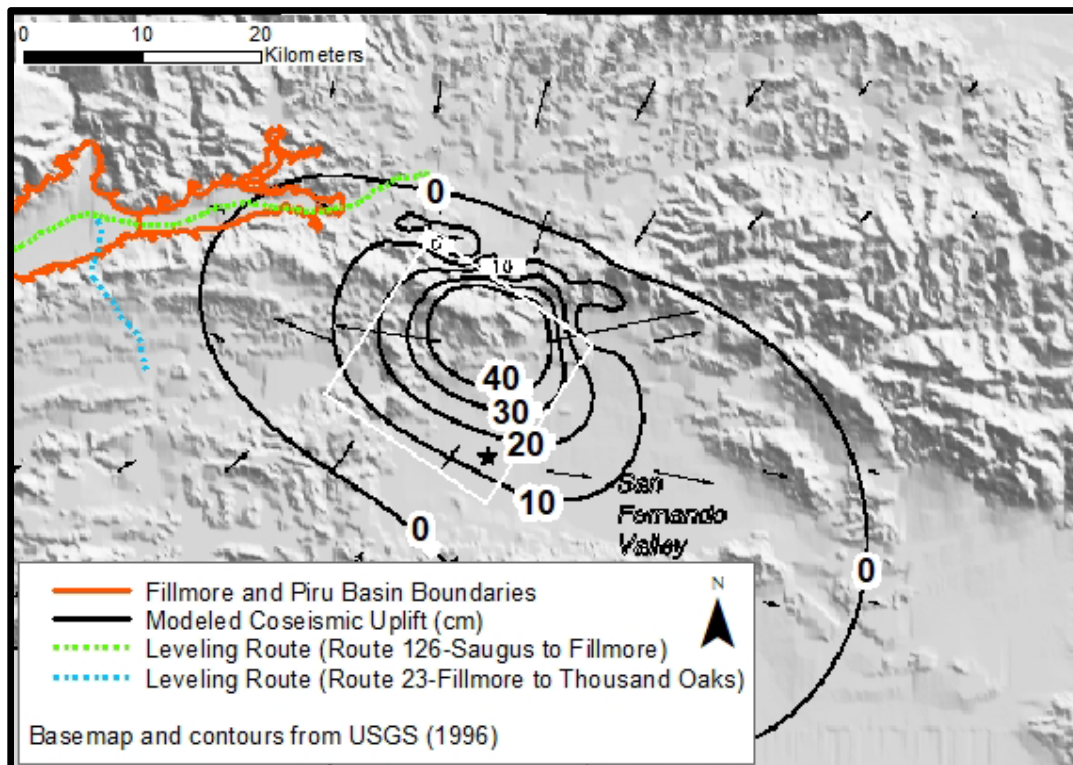 0 10 20
Kilometers
0
0
10
40
30
20
10
San
Fernando
Valley
0
0
N
Fillmore and Piru Basin Boundaries
Modeled Coseismic Uplift (cm)
Leveling Route (Route 126-Saugus to Fillmore)
Leveling Route (Route 23-Fillmore to Thousand Oaks)
Basemap and contours from USGS (1996)